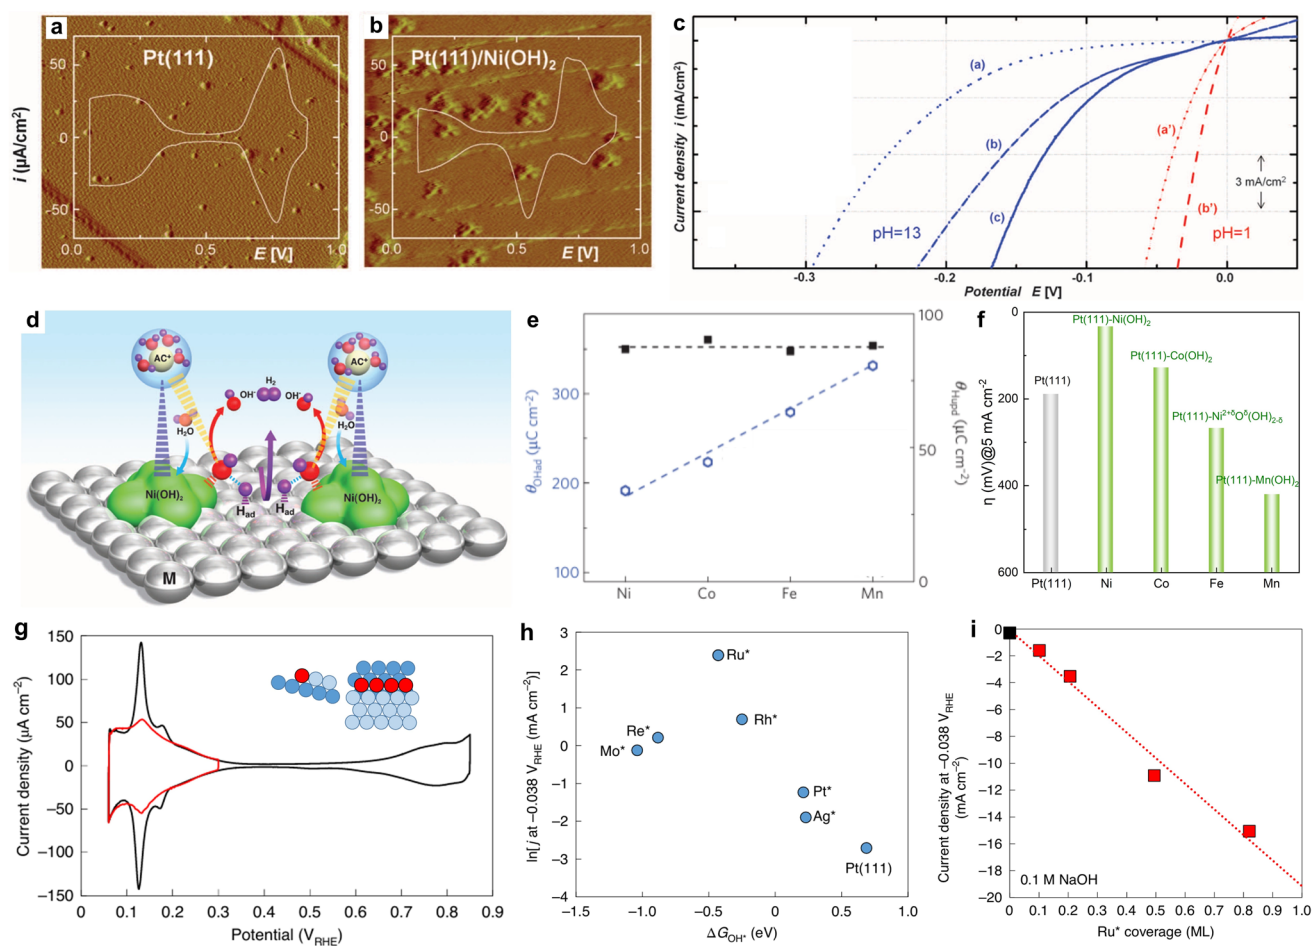 a
Pt(111)
50
0
-50
i (µA/cm²)
0.0
0.5
E [V]
1.0
b
Pt(111)/Ni(OH)₂
50
0
-50
0.0
0.5
E [V]
1.0
c
Current density i (mA/cm²)
(a)
(b)
(c)
(a')
(b')
3 mA/cm²
pH=13
pH=1
-0.3
-0.2
-0.1
0.0
Potential E [V]
d
AC⁺
AC⁺
H₂
OH⁻
OH⁻
H₂O
H₂O
Ni(OH)₂
Ni(OH)₂
H_ad
H_ad
M
e
θ_OHad (µC cm⁻²)
300
200
100
θ_Hupd (µC cm⁻²)
100
50
0
Ni
Co
Fe
Mn
f
η (mV)@5 mA cm⁻²
0
200
400
600
Pt(111)
Pt(111)-Ni(OH)₂
Pt(111)-Co(OH)₂
Pt(111)-Ni²⁺ᵟOᵟ(OH)₂₋δ
Pt(111)-Mn(OH)₂
Pt(111)
Ni
Co
Fe
Mn
g
Current density (µA cm⁻²)
150
100
50
0
−50
−100
−150
0
0.1
0.2
0.3
0.4
0.5
0.6
0.7
0.8
0.9
Potential (V_RHE)
h
ln[j at −0.038 V_RHE (mA cm⁻²)]
3
2
1
0
−1
−2
−3
−4
Ru*
Rh*
Re*
Mo*
Pt*
Ag*
Pt(111)
−1.5
−1.0
−0.5
0
0.5
1.0
ΔG_OH* (eV)
i
Current density at −0.038 V_RHE
(mA cm⁻²)
0
−2
−4
−6
−8
−10
−12
−14
−16
−18
−20
0.1 M NaOH
0
0.1
0.2
0.3
0.4
0.5
0.6
0.7
0.8
0.9
1.0
Ru* coverage (ML)